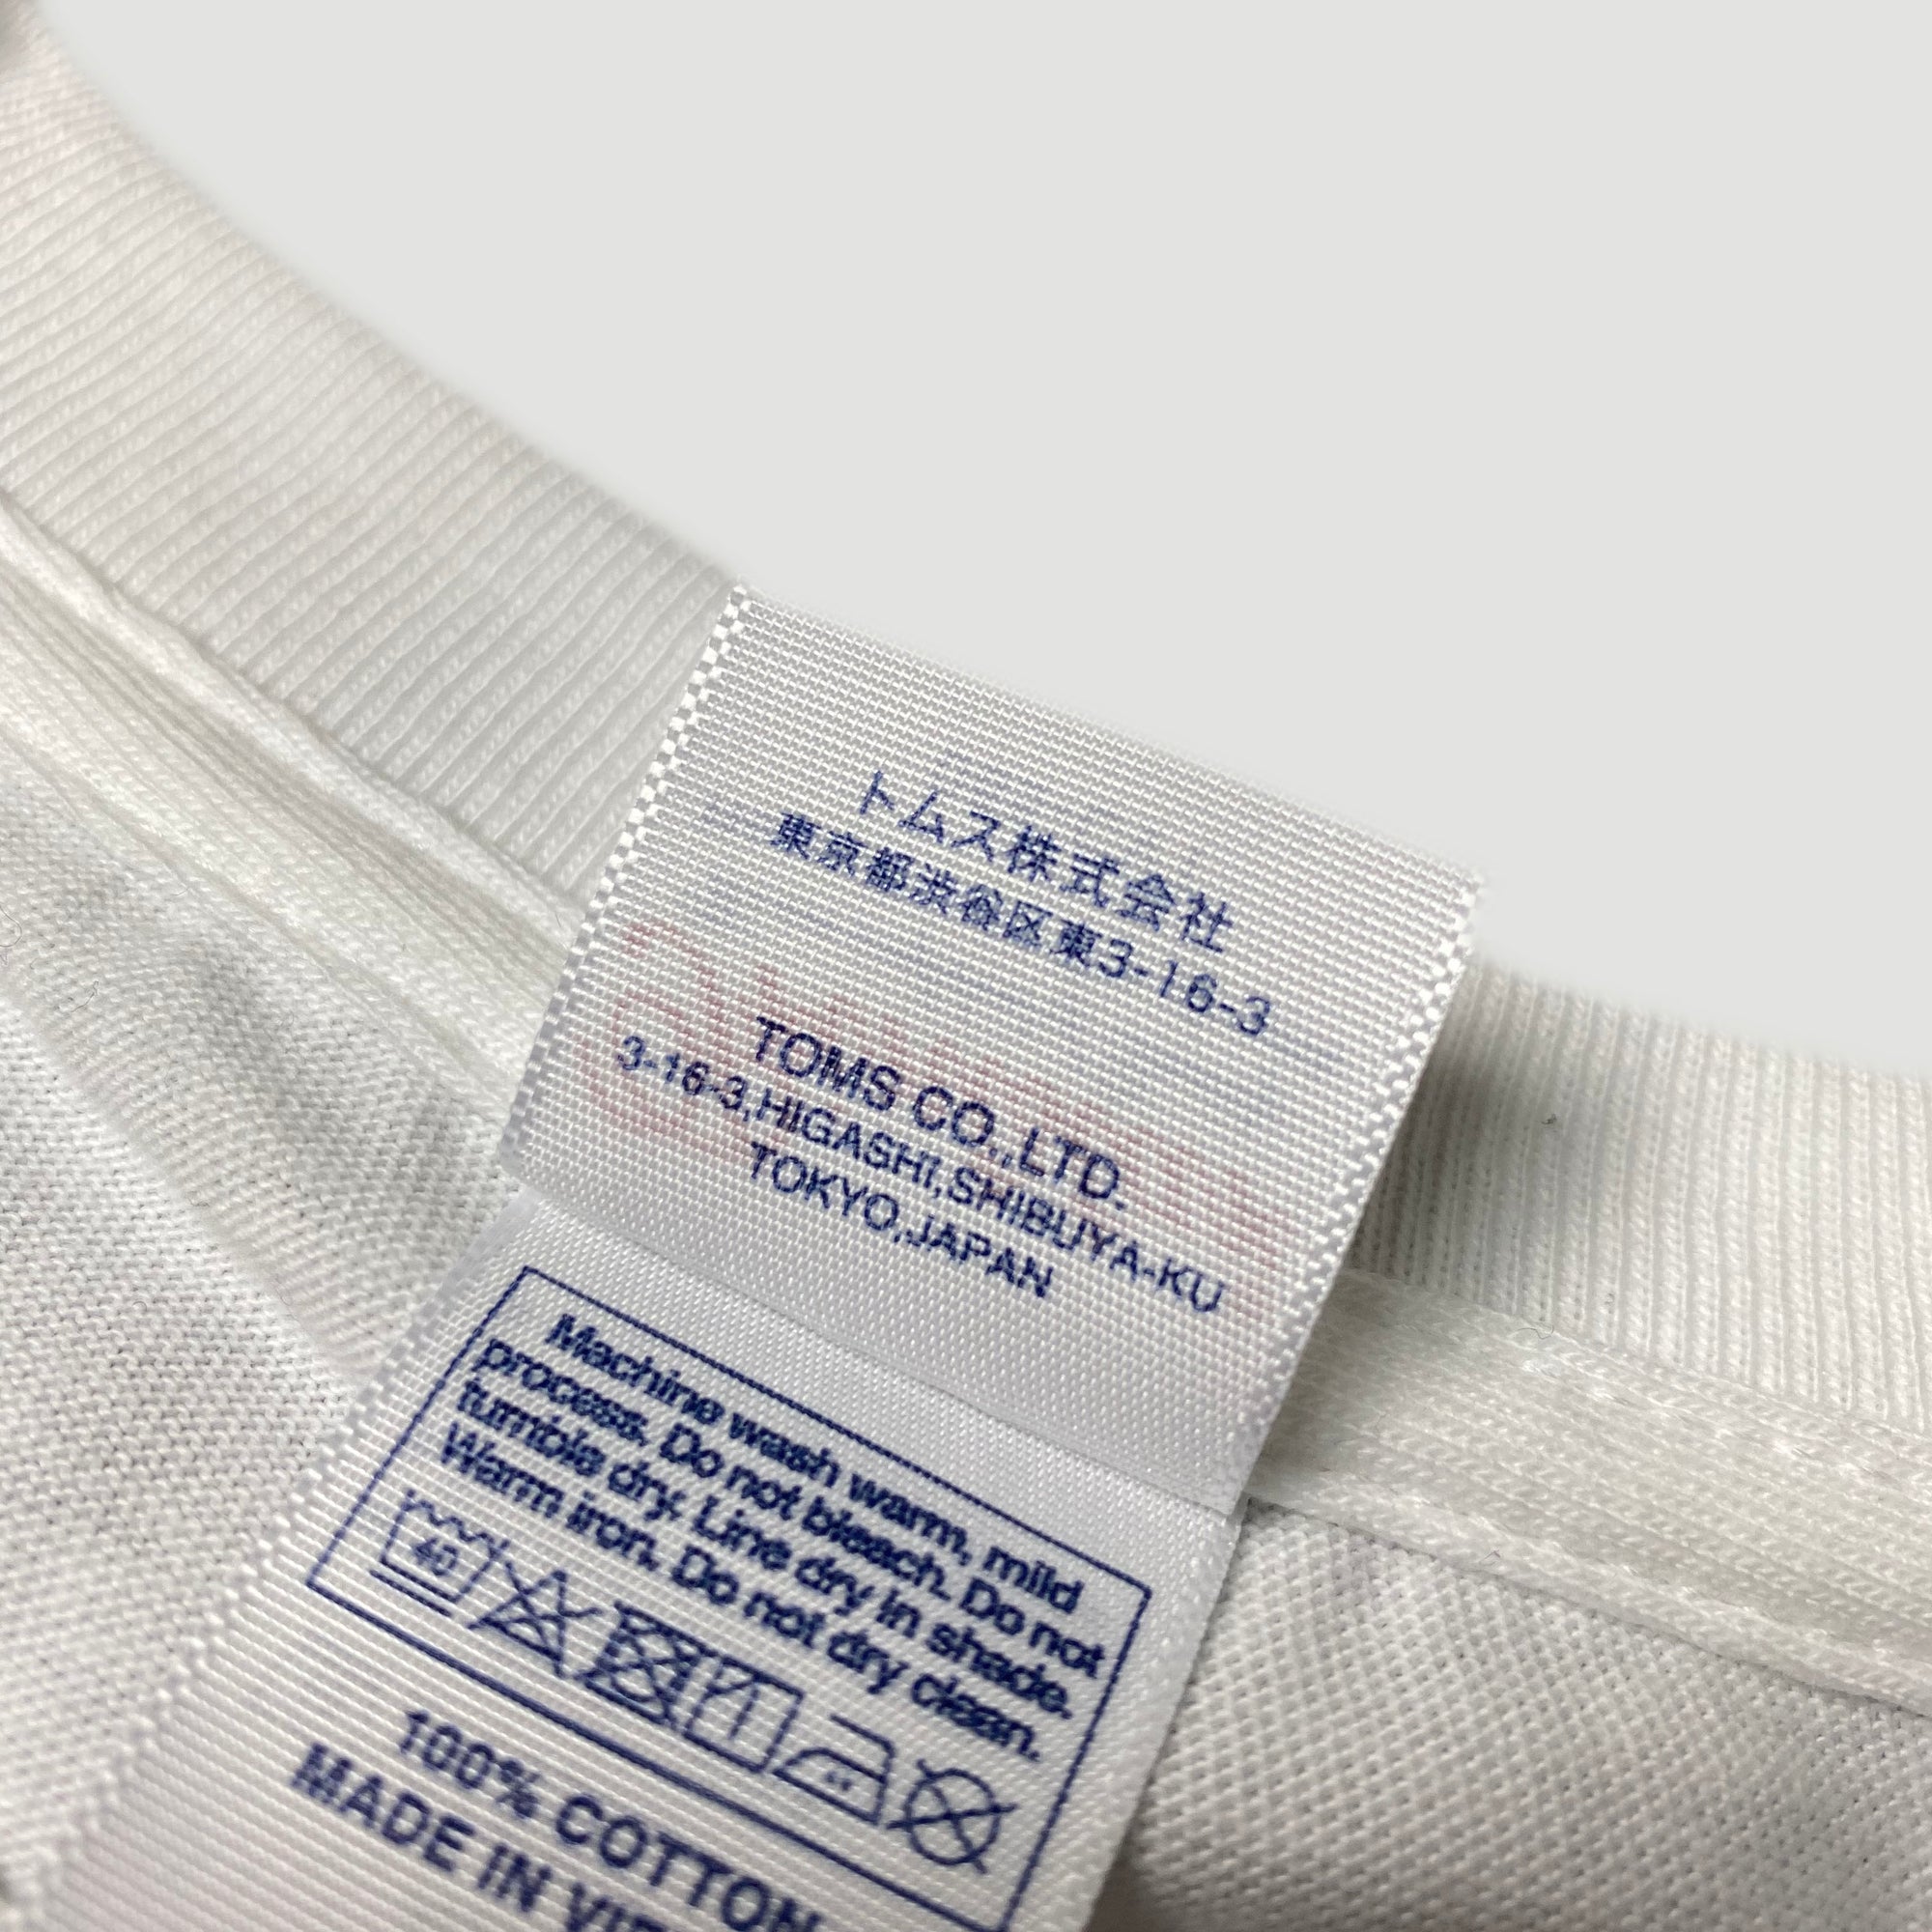 トムス株式会社
東京都渋谷区東3-16-3
TOMS CO.,LTD.
3-16-3,HIGASHI,SHIBUYA-KU
TOKYO,JAPAN
Machine wash warm, mild
process. Do not bleach. Do not
tumble dry. Line dry in shade.
Warm iron. Do not dry clean.
40
100% COTTON
MADE IN